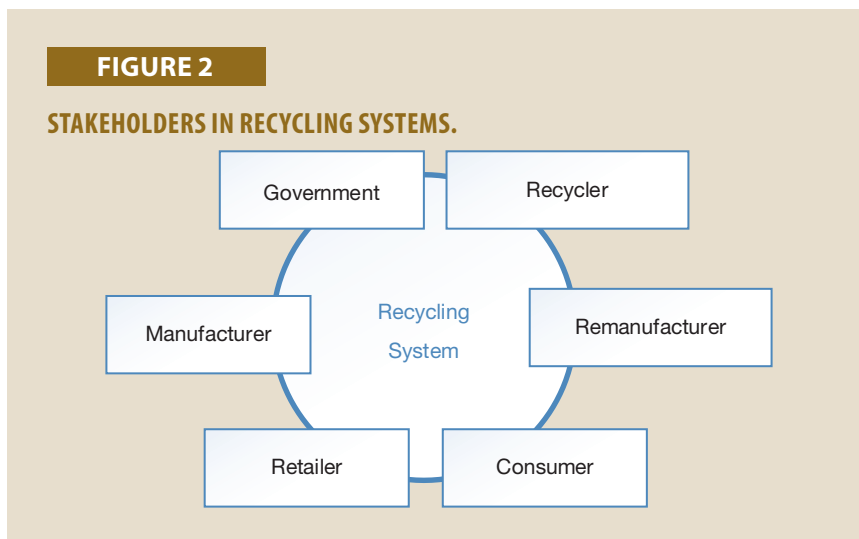 FIGURE 2
STAKEHOLDERS IN RECYCLING SYSTEMS.
Government
Recycler
Manufacturer
Recycling
System
Remanufacturer
Retailer
Consumer